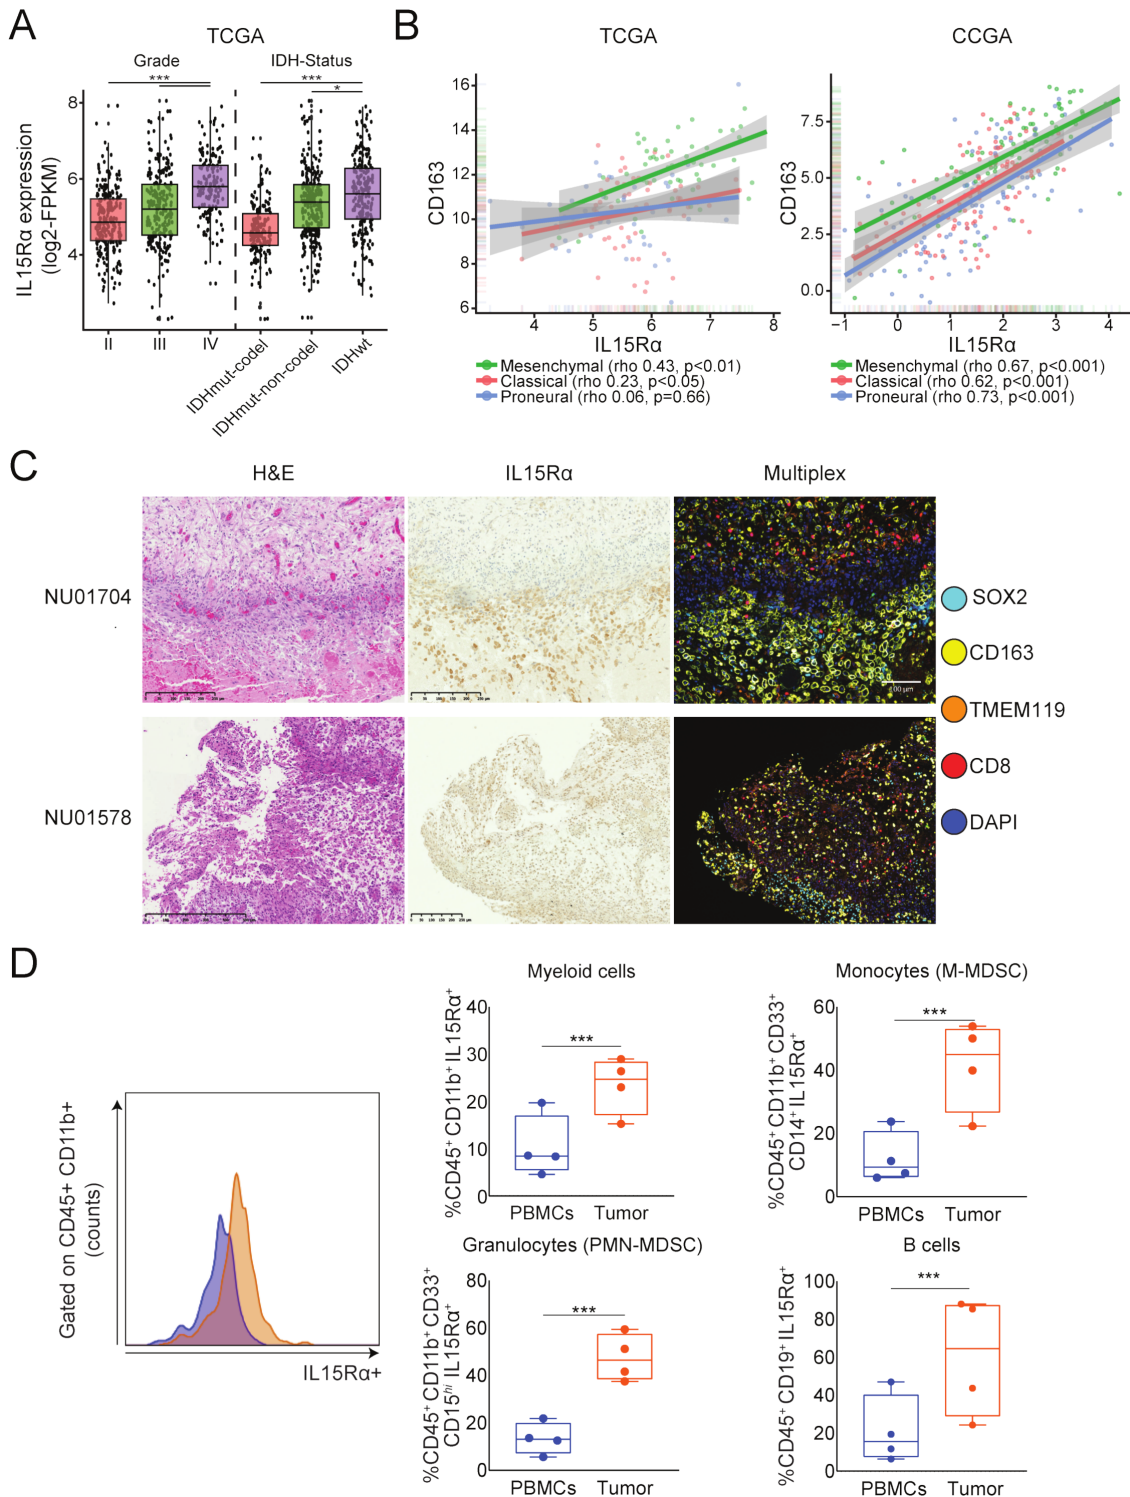 A
TCGA
Grade
IDH-Status
***
***
*
IL15Rα expression
(log2-FPKM)
8
6
4
II
III
IV
IDHmut-codel
IDHmut-non-codel
IDHwt
B
TCGA
CD163
16
14
12
10
8
6
4
5
6
7
8
IL15Rα
Mesenchymal (rho 0.43, p<0.01)
Classical (rho 0.23, p<0.05)
Proneural (rho 0.06, p=0.66)
CCGA
CD163
7.5
5.0
2.5
0.0
−1
0
1
2
3
4
IL15Rα
Mesenchymal (rho 0.67, p<0.001)
Classical (rho 0.62, p<0.001)
Proneural (rho 0.73, p<0.001)
C
H&E
IL15Rα
Multiplex
NU01704
100 μm
NU01578
SOX2
CD163
TMEM119
CD8
DAPI
D
Gated on CD45+ CD11b+
(counts)
IL15Rα+
Myeloid cells
%CD45⁺ CD11b⁺ IL15Rα⁺
40
30
20
10
0
***
PBMCs
Tumor
Monocytes (M-MDSC)
%CD45⁺ CD11b⁺ CD33⁺
CD14⁺ IL15Rα⁺
60
40
20
0
***
PBMCs
Tumor
Granulocytes (PMN-MDSC)
%CD45⁺ CD11b⁺ CD33⁺
CD15ʰⁱ IL15Rα⁺
80
60
40
20
0
***
PBMCs
Tumor
B cells
%CD45⁺ CD19⁺ IL15Rα⁺
100
80
60
40
20
0
***
PBMCs
Tumor